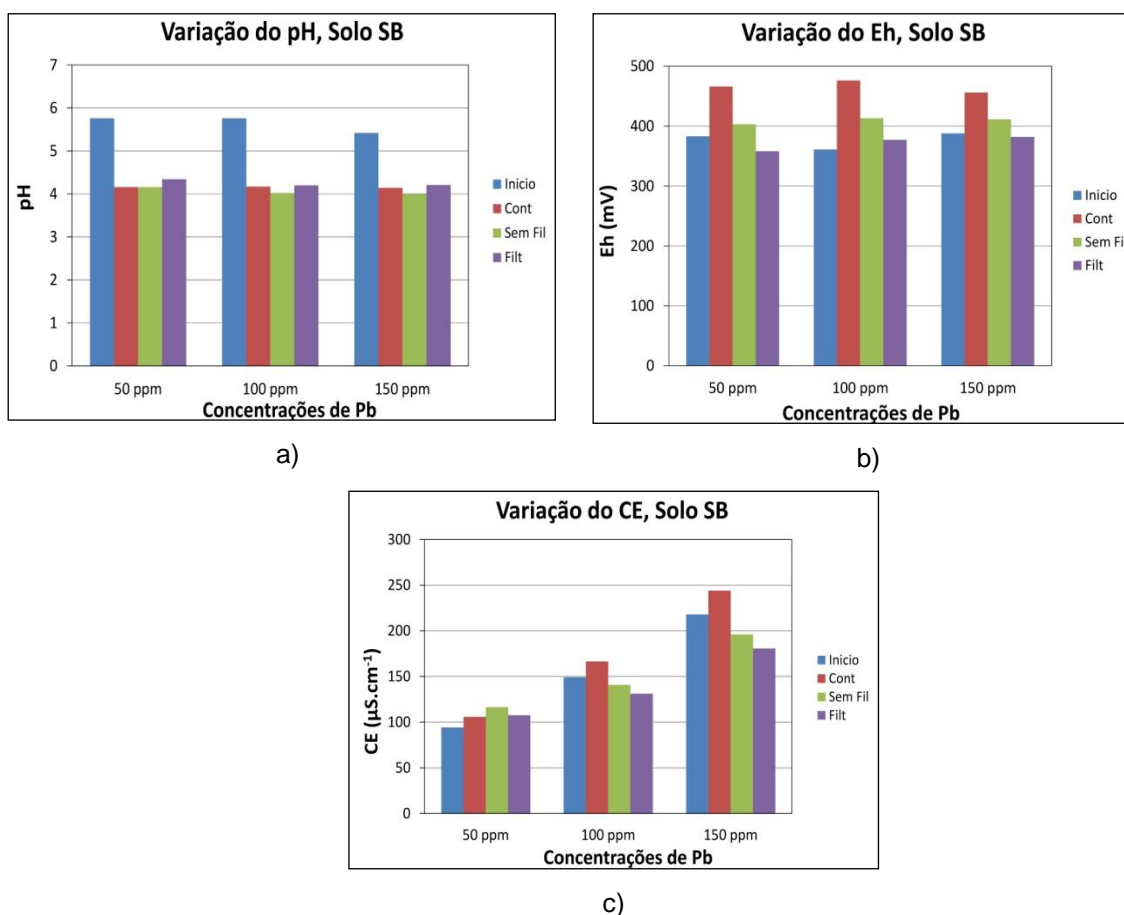 Variação do pH, Solo SB
7
6
5
4
3
2
1
0
pH
50 ppm 100 ppm 150 ppm
Concentrações de Pb
Inicio
Cont
Sem Fil
Filt
a)
Variação do Eh, Solo SB
500
400
300
200
100
0
Eh (mV)
50 ppm 100 ppm 150 ppm
Concentrações de Pb
Inicio
Cont
Sem Fil
Filt
b)
Variação do CE, Solo SB
300
250
200
150
100
50
0
CE (µS.cm⁻¹)
50 ppm 100 ppm 150 ppm
Concentrações de Pb
Inicio
Cont
Sem Fil
Filt
c)